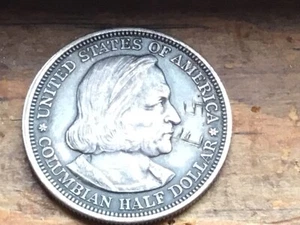 UNITED STATES OF AMERICA
COLUMBIAN HALF DOLLAR